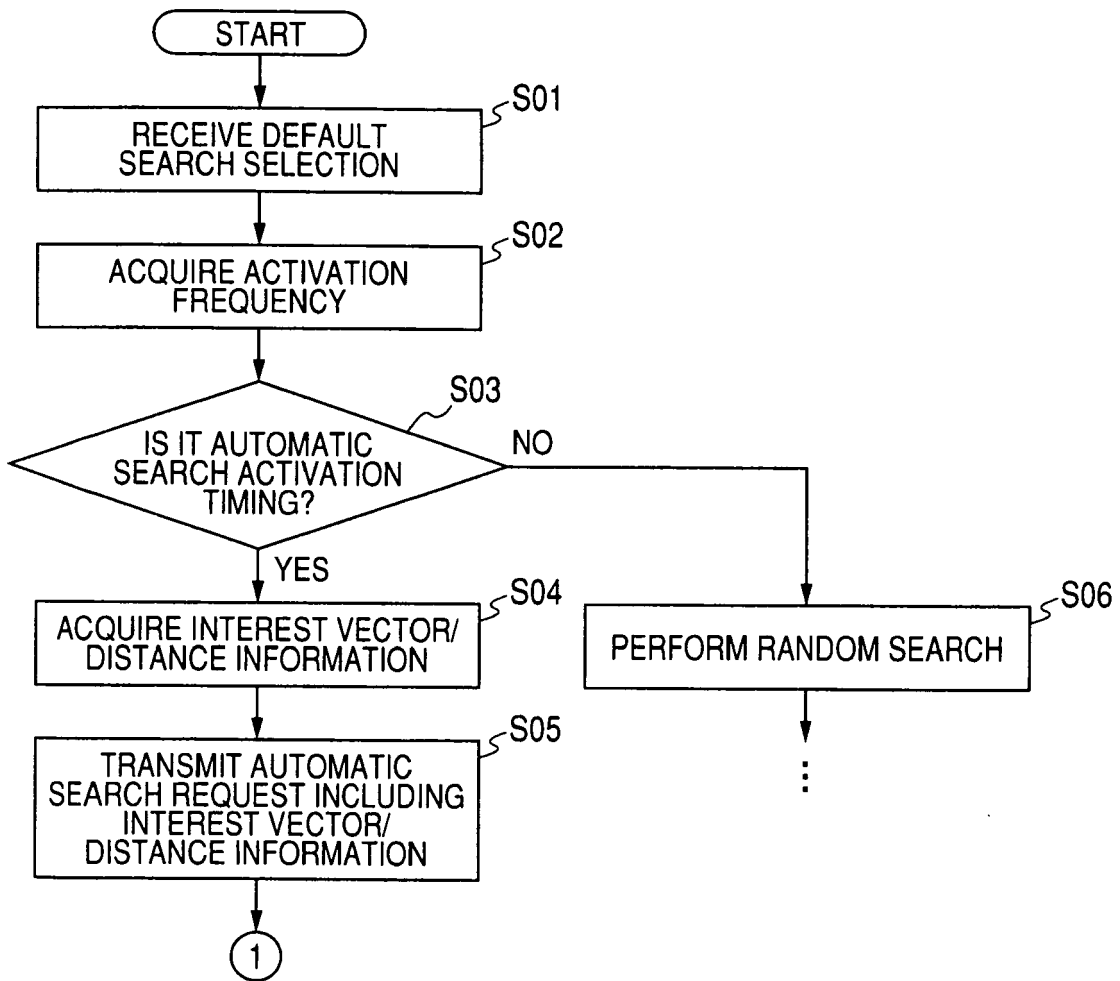 START
S01
RECEIVE DEFAULT
SEARCH SELECTION
S02
ACQUIRE ACTIVATION
FREQUENCY
S03
IS IT AUTOMATIC
SEARCH ACTIVATION
TIMING?
NO
YES
S04
ACQUIRE INTEREST VECTOR/
DISTANCE INFORMATION
S06
PERFORM RANDOM SEARCH
S05
TRANSMIT AUTOMATIC
SEARCH REQUEST INCLUDING
INTEREST VECTOR/
DISTANCE INFORMATION
1